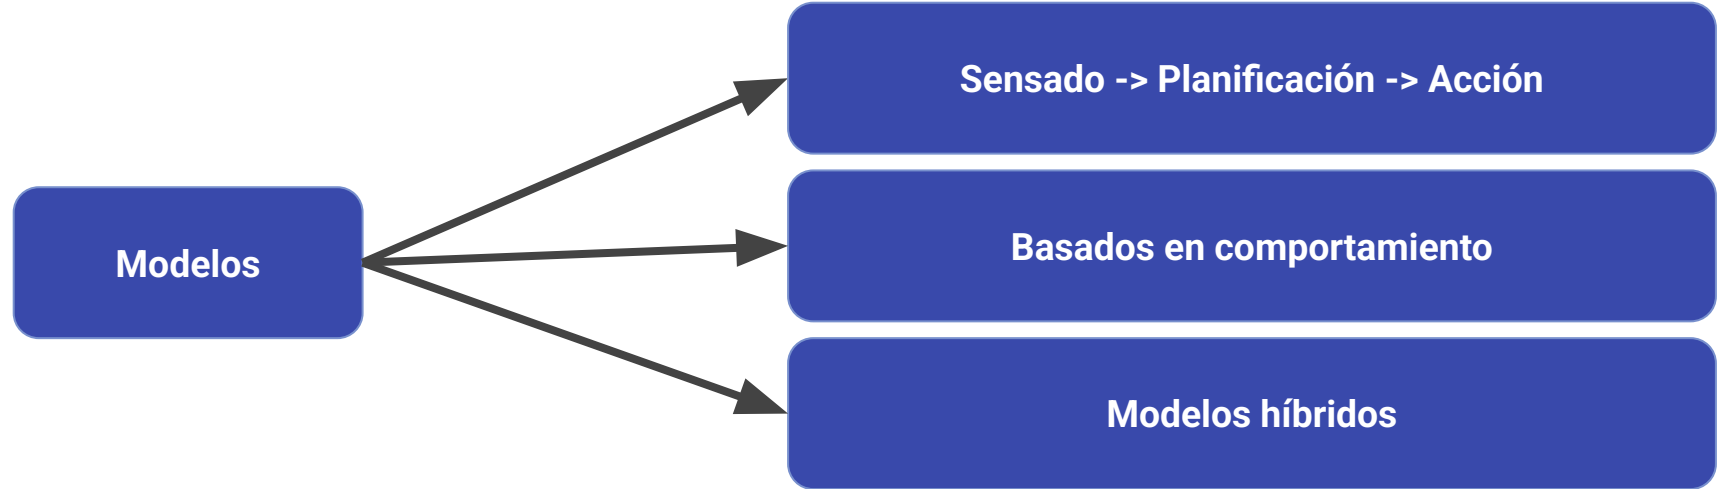 Sensado -> Planificación -> Acción
Modelos
Basados en comportamiento
Modelos híbridos